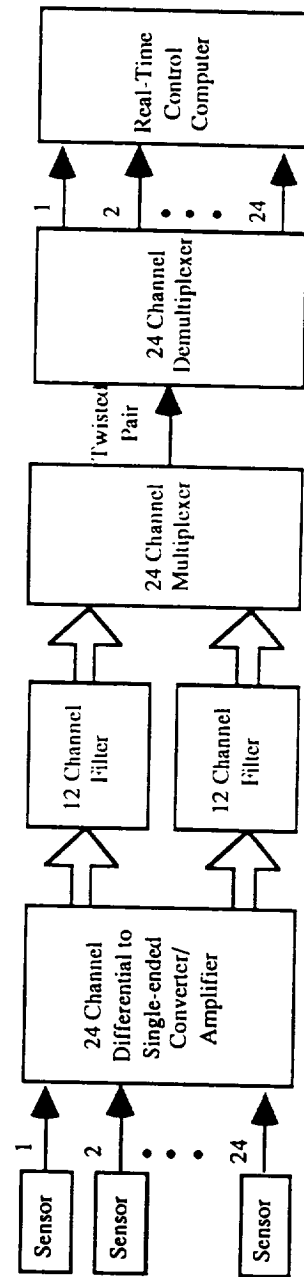 Sensor
Sensor
Sensor
1
2
24
24 Channel
Differential to
Single-ended
Converter/
Amplifier
12 Channel
Filter
12 Channel
Filter
24 Channel
Multiplexer
Twisted
Pair
24 Channel
Demultiplexer
1
2
24
Real-Time
Control
Computer